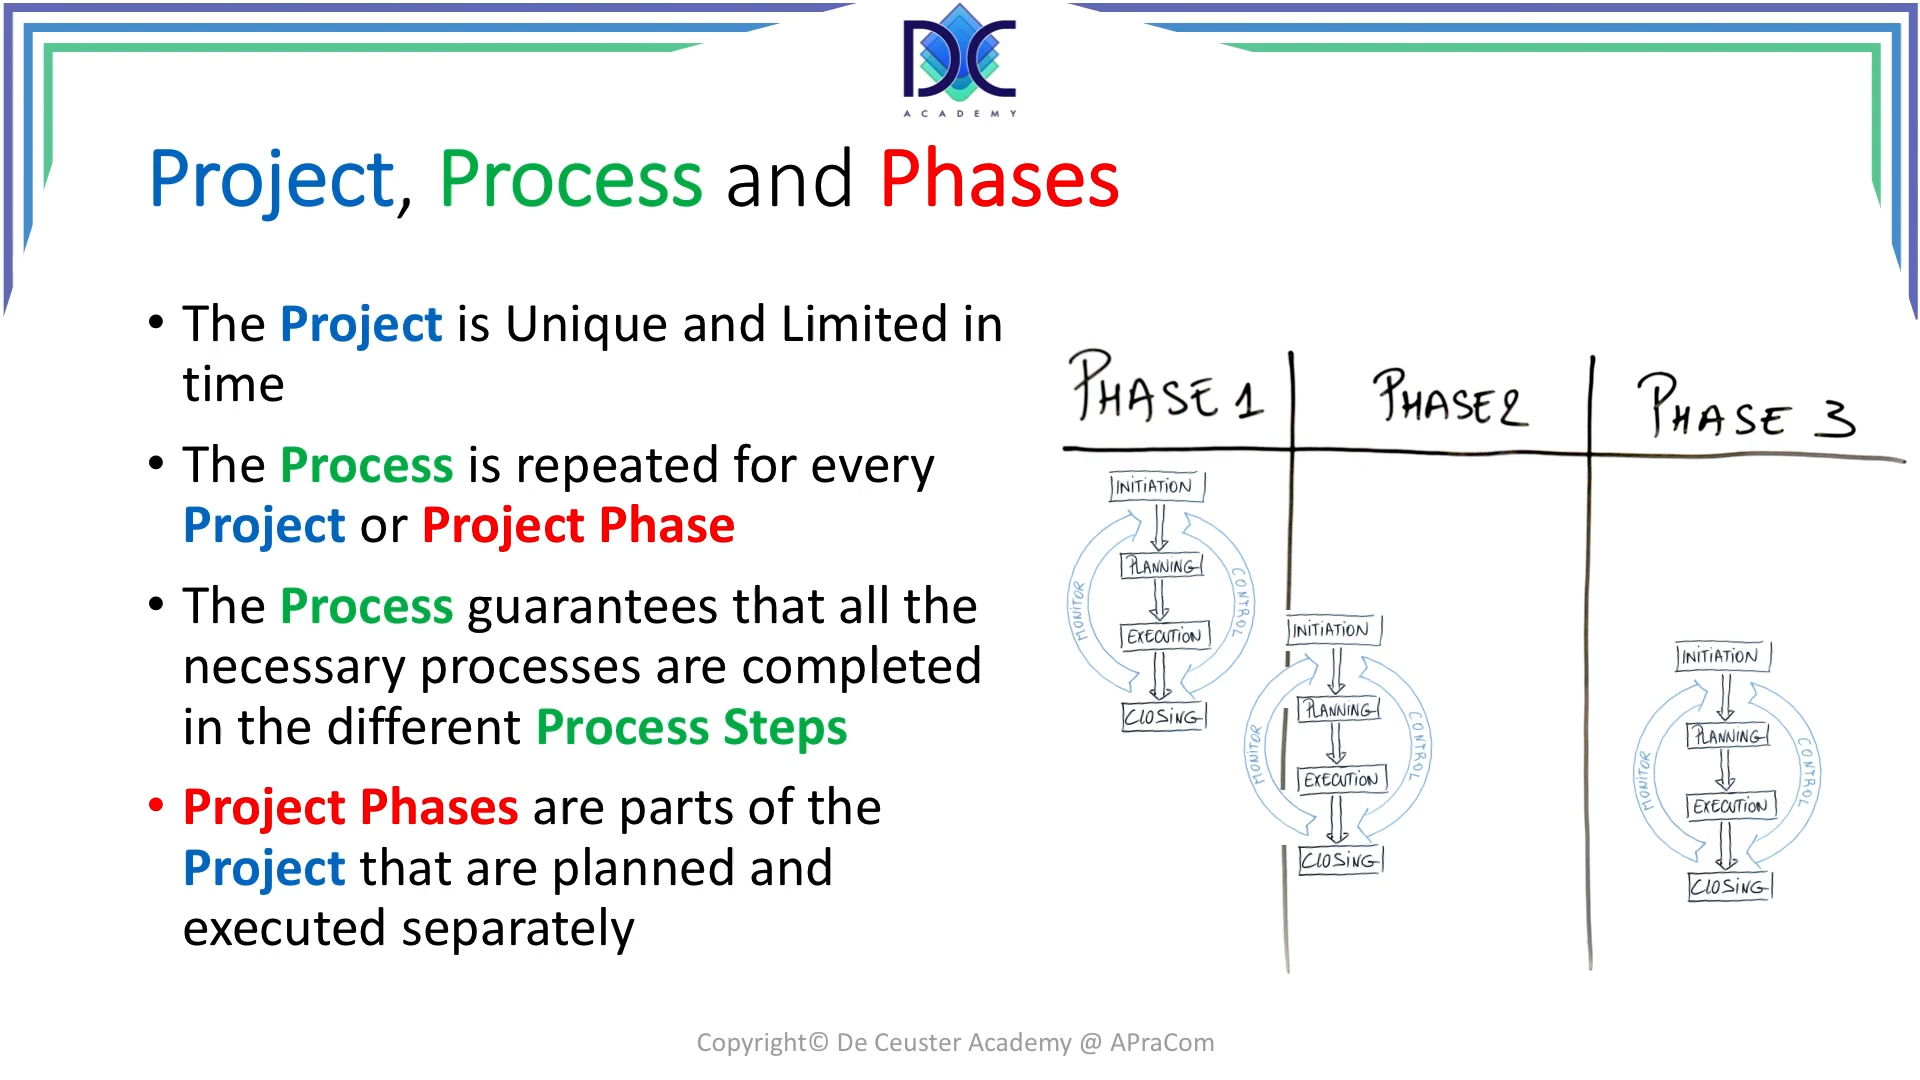 DC
ACADEMY
Project, Process and Phases
• The Project is Unique and Limited in
time
• The Process is repeated for every
Project or Project Phase
• The Process guarantees that all the
necessary processes are completed
in the different Process Steps
• Project Phases are parts of the
Project that are planned and
executed separately
PHASE 1
PHASE 2
PHASE 3
INITIATION
PLANNING
EXECUTION
CLOSING
MONITOR
CONTROL
INITIATION
PLANNING
EXECUTION
CLOSING
MONITOR
CONTROL
INITIATION
PLANNING
EXECUTION
CLOSING
MONITOR
CONTROL
Copyright© De Ceuster Academy @ APraCom